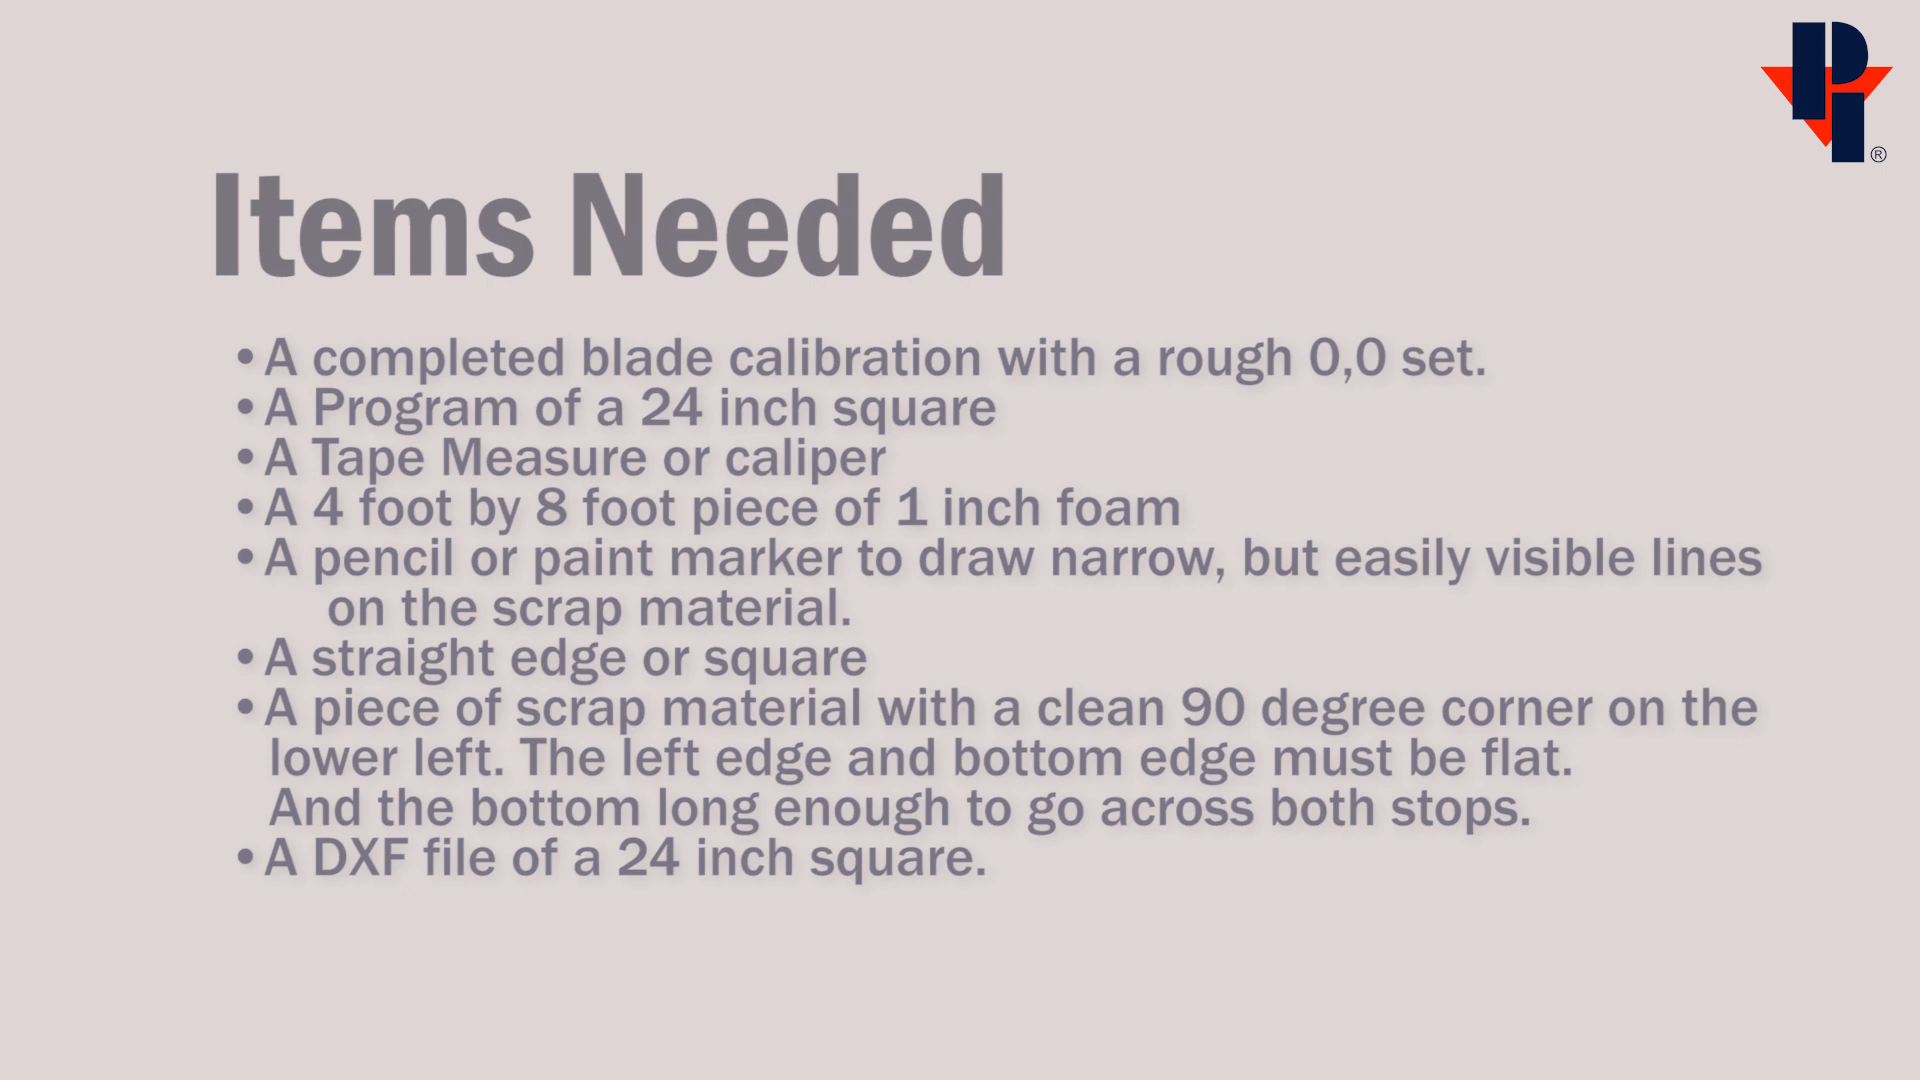 PI®
Items Needed
•A completed blade calibration with a rough 0,0 set.
•A Program of a 24 inch square
•A Tape Measure or caliper
•A 4 foot by 8 foot piece of 1 inch foam
•A pencil or paint marker to draw narrow, but easily visible lines
on the scrap material.
•A straight edge or square
•A piece of scrap material with a clean 90 degree corner on the
lower left. The left edge and bottom edge must be flat.
And the bottom long enough to go across both stops.
•A DXF file of a 24 inch square.